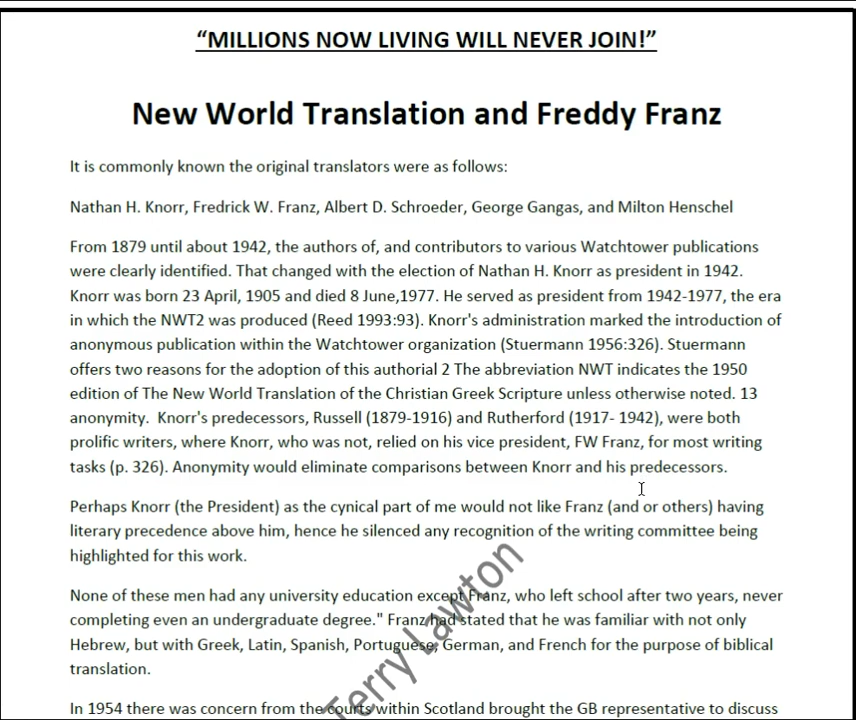 “MILLIONS NOW LIVING WILL NEVER JOIN!”
New World Translation and Freddy Franz
It is commonly known the original translators were as follows:
Nathan H. Knorr, Fredrick W. Franz, Albert D. Schroeder, George Gangas, and Milton Henschel
From 1879 until about 1942, the authors of, and contributors to various Watchtower publications
were clearly identified. That changed with the election of Nathan H. Knorr as president in 1942.
Knorr was born 23 April, 1905 and died 8 June,1977. He served as president from 1942-1977, the era
in which the NWT2 was produced (Reed 1993:93). Knorr's administration marked the introduction of
anonymous publication within the Watchtower organization (Stuermann 1956:326). Stuermann
offers two reasons for the adoption of this authorial 2 The abbreviation NWT indicates the 1950
edition of The New World Translation of the Christian Greek Scripture unless otherwise noted. 13
anonymity.  Knorr's predecessors, Russell (1879-1916) and Rutherford (1917- 1942), were both
prolific writers, where Knorr, who was not, relied on his vice president, FW Franz, for most writing
tasks (p. 326). Anonymity would eliminate comparisons between Knorr and his predecessors.
Perhaps Knorr (the President) as the cynical part of me would not like Franz (and or others) having
literary precedence above him, hence he silenced any recognition of the writing committee being
highlighted for this work.
None of these men had any university education except Franz, who left school after two years, never
completing even an undergraduate degree." Franz had stated that he was familiar with not only
Hebrew, but with Greek, Latin, Spanish, Portuguese, German, and French for the purpose of biblical
translation.
In 1954 there was concern from the courts within Scotland brought the GB representative to discuss
Terry Lawton